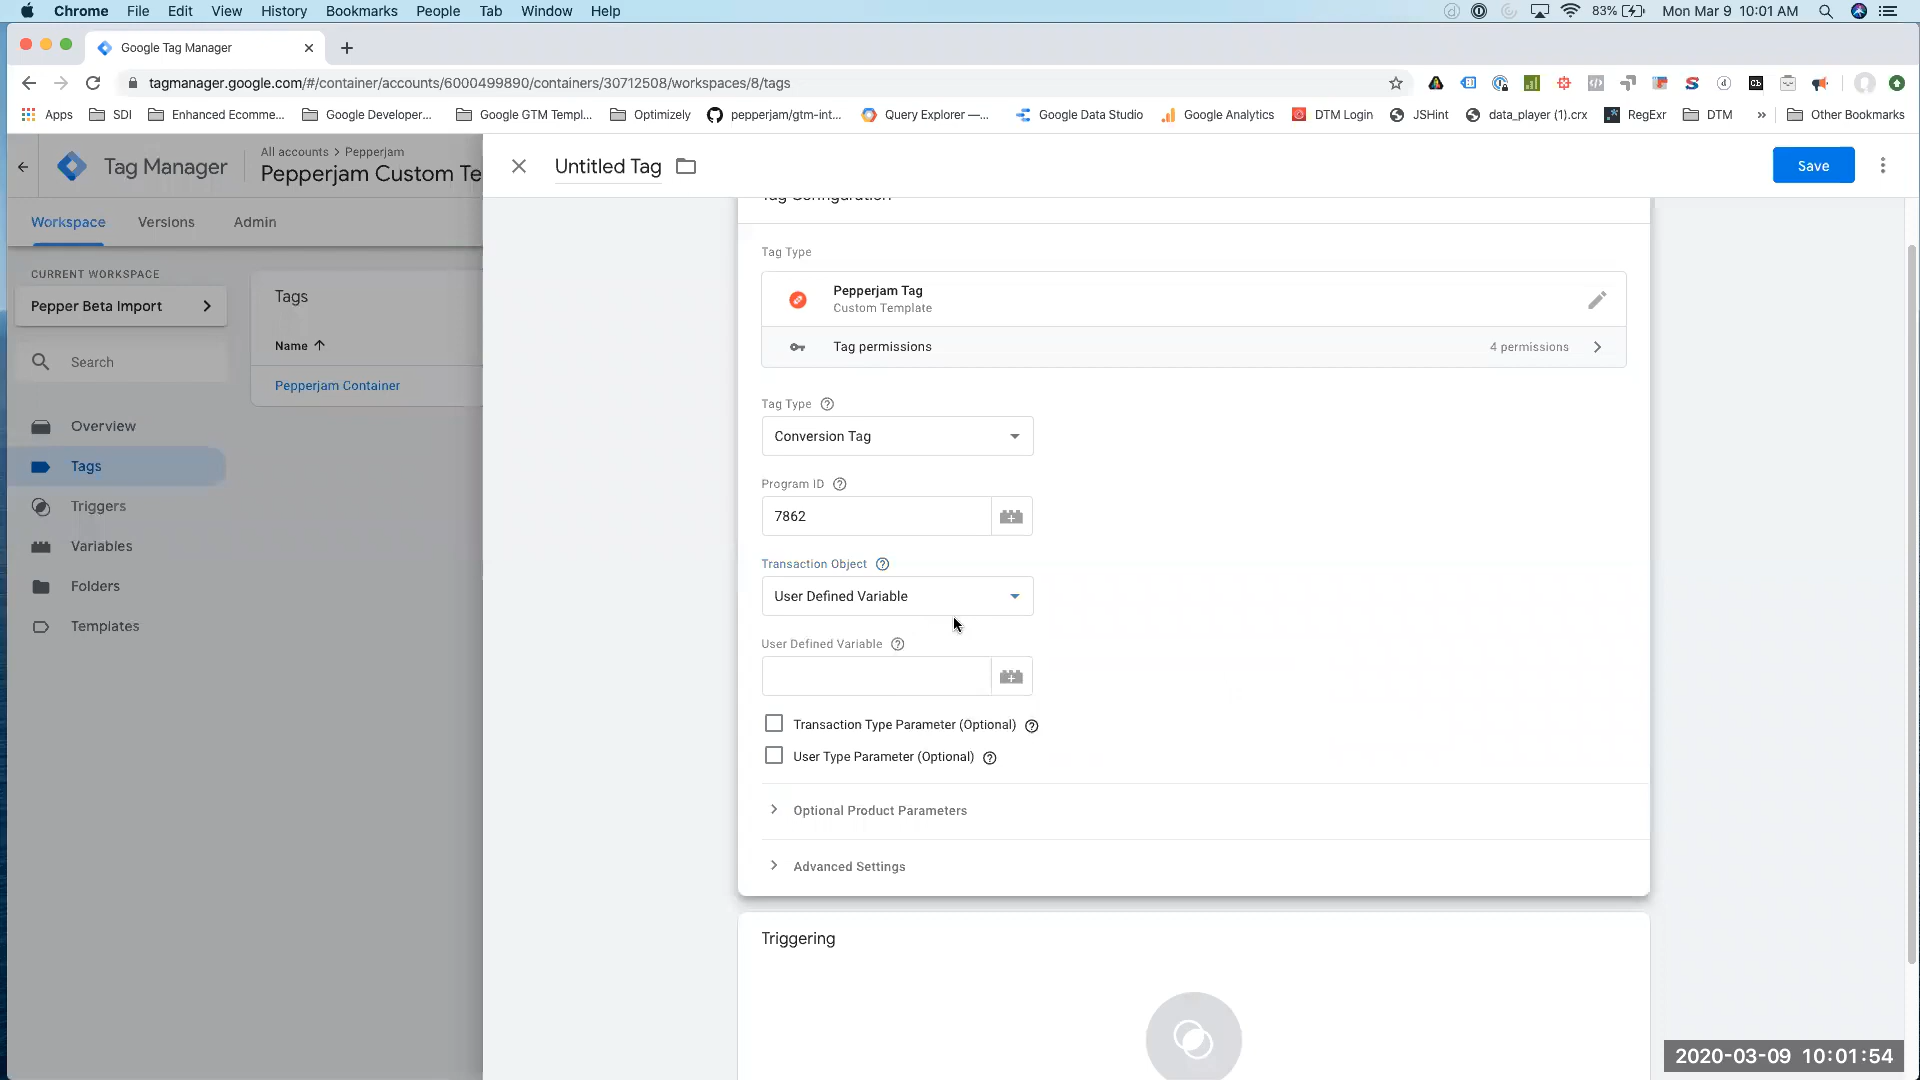 Chrome File Edit View History Bookmarks People Tab Window Help 83% Mon Mar 9 10:01 AM
Google Tag Manager
tagmanager.google.com/#/container/accounts/6000499890/containers/30712508/workspaces/8/tags
Apps SDI Enhanced Ecomme... Google Developer... Google GTM Templ... Optimizely pepperjam/gtm-int... Query Explorer —... Google Data Studio Google Analytics DTM Login JSHint data_player (1).crx RegExr DTM » Other Bookmarks
Tag Manager
All accounts > Pepperjam
Pepperjam Custom Te
Untitled Tag
Save
Workspace Versions Admin
Tag Configuration
CURRENT WORKSPACE
Pepper Beta Import
Search
Overview
Tags
Triggers
Variables
Folders
Templates
Tags
Name
Pepperjam Container
Tag Type
Pepperjam Tag
Custom Template
Tag permissions 4 permissions
Tag Type
Conversion Tag
Program ID
7862
Transaction Object
User Defined Variable
User Defined Variable
Transaction Type Parameter (Optional)
User Type Parameter (Optional)
Optional Product Parameters
Advanced Settings
Triggering
2020-03-09 10:01:54